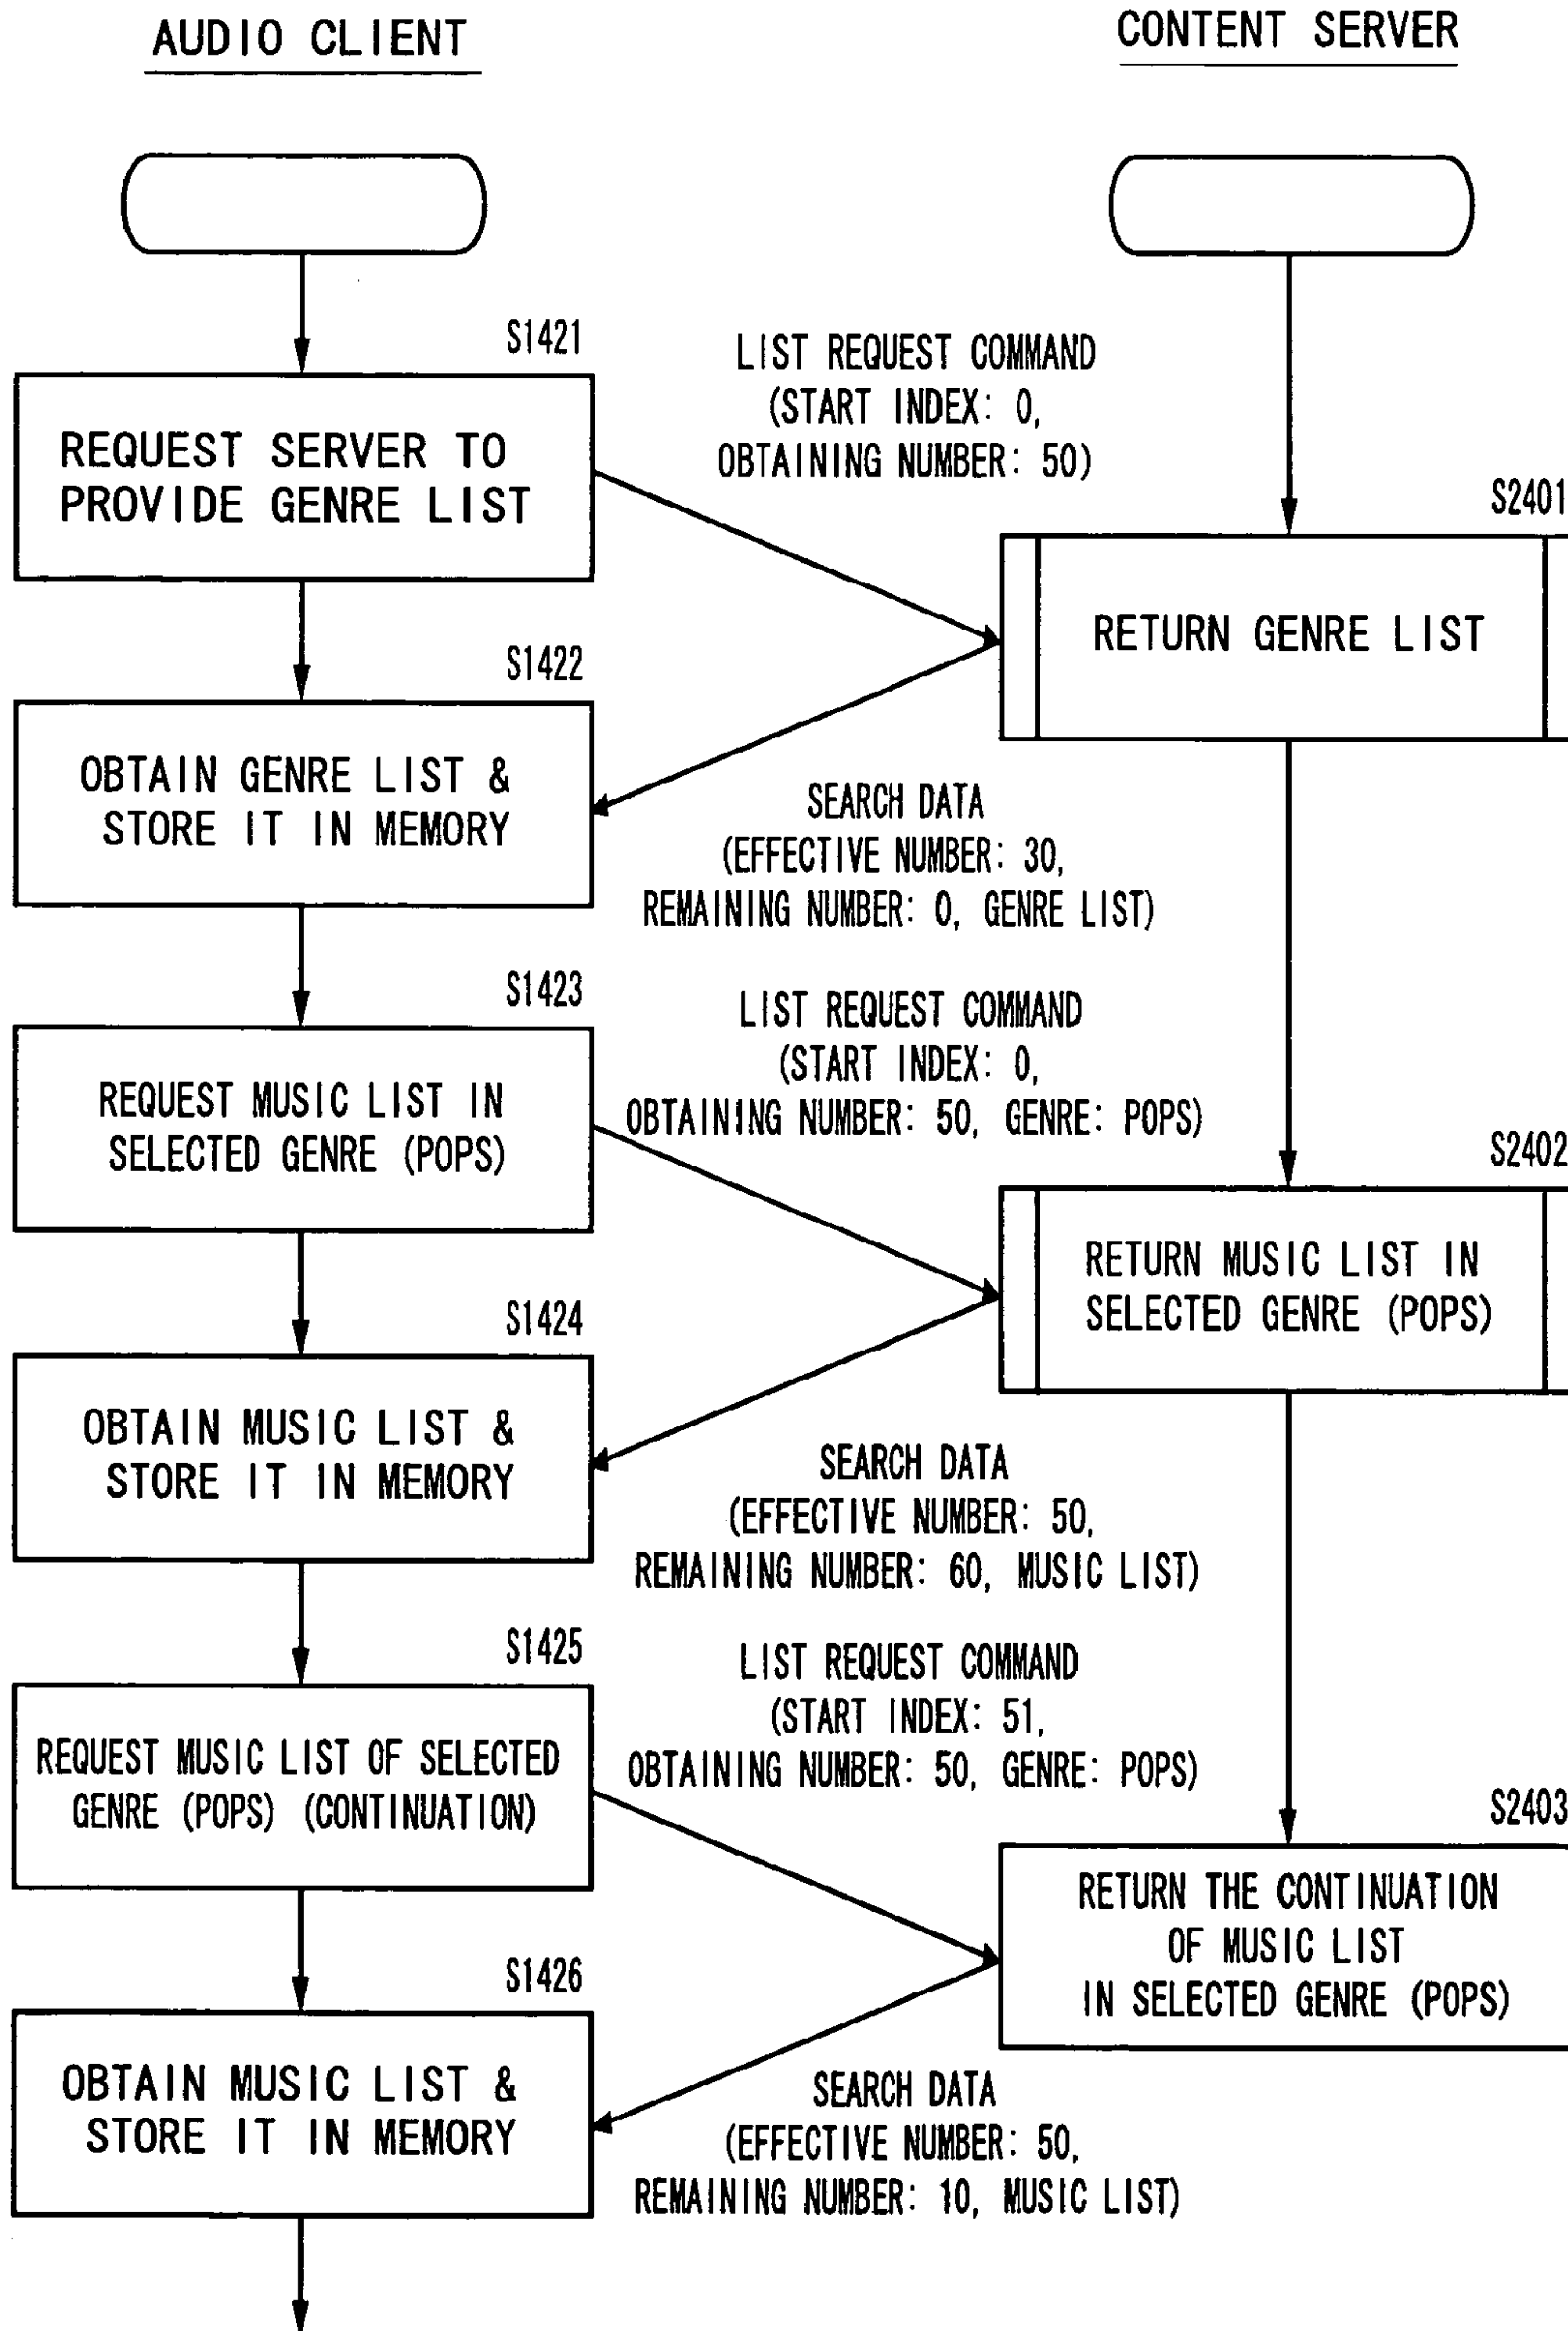 AUDIO CLIENT
CONTENT SERVER
S1421
REQUEST SERVER TO
PROVIDE GENRE LIST
LIST REQUEST COMMAND
(START INDEX: 0,
OBTAINING NUMBER: 50)
S2401
RETURN GENRE LIST
S1422
OBTAIN GENRE LIST &
STORE IT IN MEMORY
SEARCH DATA
(EFFECTIVE NUMBER: 30,
REMAINING NUMBER: 0, GENRE LIST)
S1423
REQUEST MUSIC LIST IN
SELECTED GENRE (POPS)
LIST REQUEST COMMAND
(START INDEX: 0,
OBTAINING NUMBER: 50, GENRE: POPS)
S2402
RETURN MUSIC LIST IN
SELECTED GENRE (POPS)
S1424
OBTAIN MUSIC LIST &
STORE IT IN MEMORY
SEARCH DATA
(EFFECTIVE NUMBER: 50,
REMAINING NUMBER: 60, MUSIC LIST)
S1425
REQUEST MUSIC LIST OF SELECTED
GENRE (POPS) (CONTINUATION)
LIST REQUEST COMMAND
(START INDEX: 51,
OBTAINING NUMBER: 50, GENRE: POPS)
S2403
RETURN THE CONTINUATION
OF MUSIC LIST
IN SELECTED GENRE (POPS)
S1426
OBTAIN MUSIC LIST &
STORE IT IN MEMORY
SEARCH DATA
(EFFECTIVE NUMBER: 50,
REMAINING NUMBER: 10, MUSIC LIST)